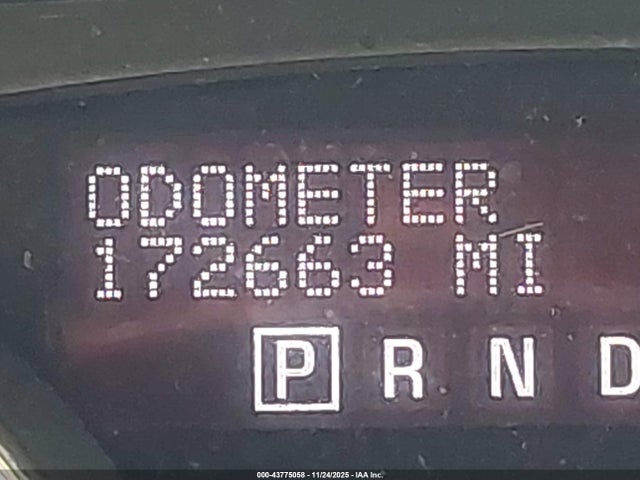 ODOMETER
172663 MI
P R N D
000-43775058 - 11/24/2025 - IAA Inc.